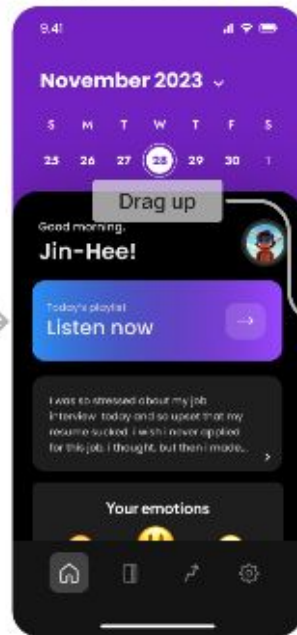 9.41
November 2023
S M T W T F S
25 26 27 28 29 30 1
Drag up
Good morning,
Jin-Hee!
Today's playlist
Listen now
I was so stressed about my job
interview today and so upset that my
resume sucked. i wish i never applied
for this job, i thought, but then i made...
Your emotions